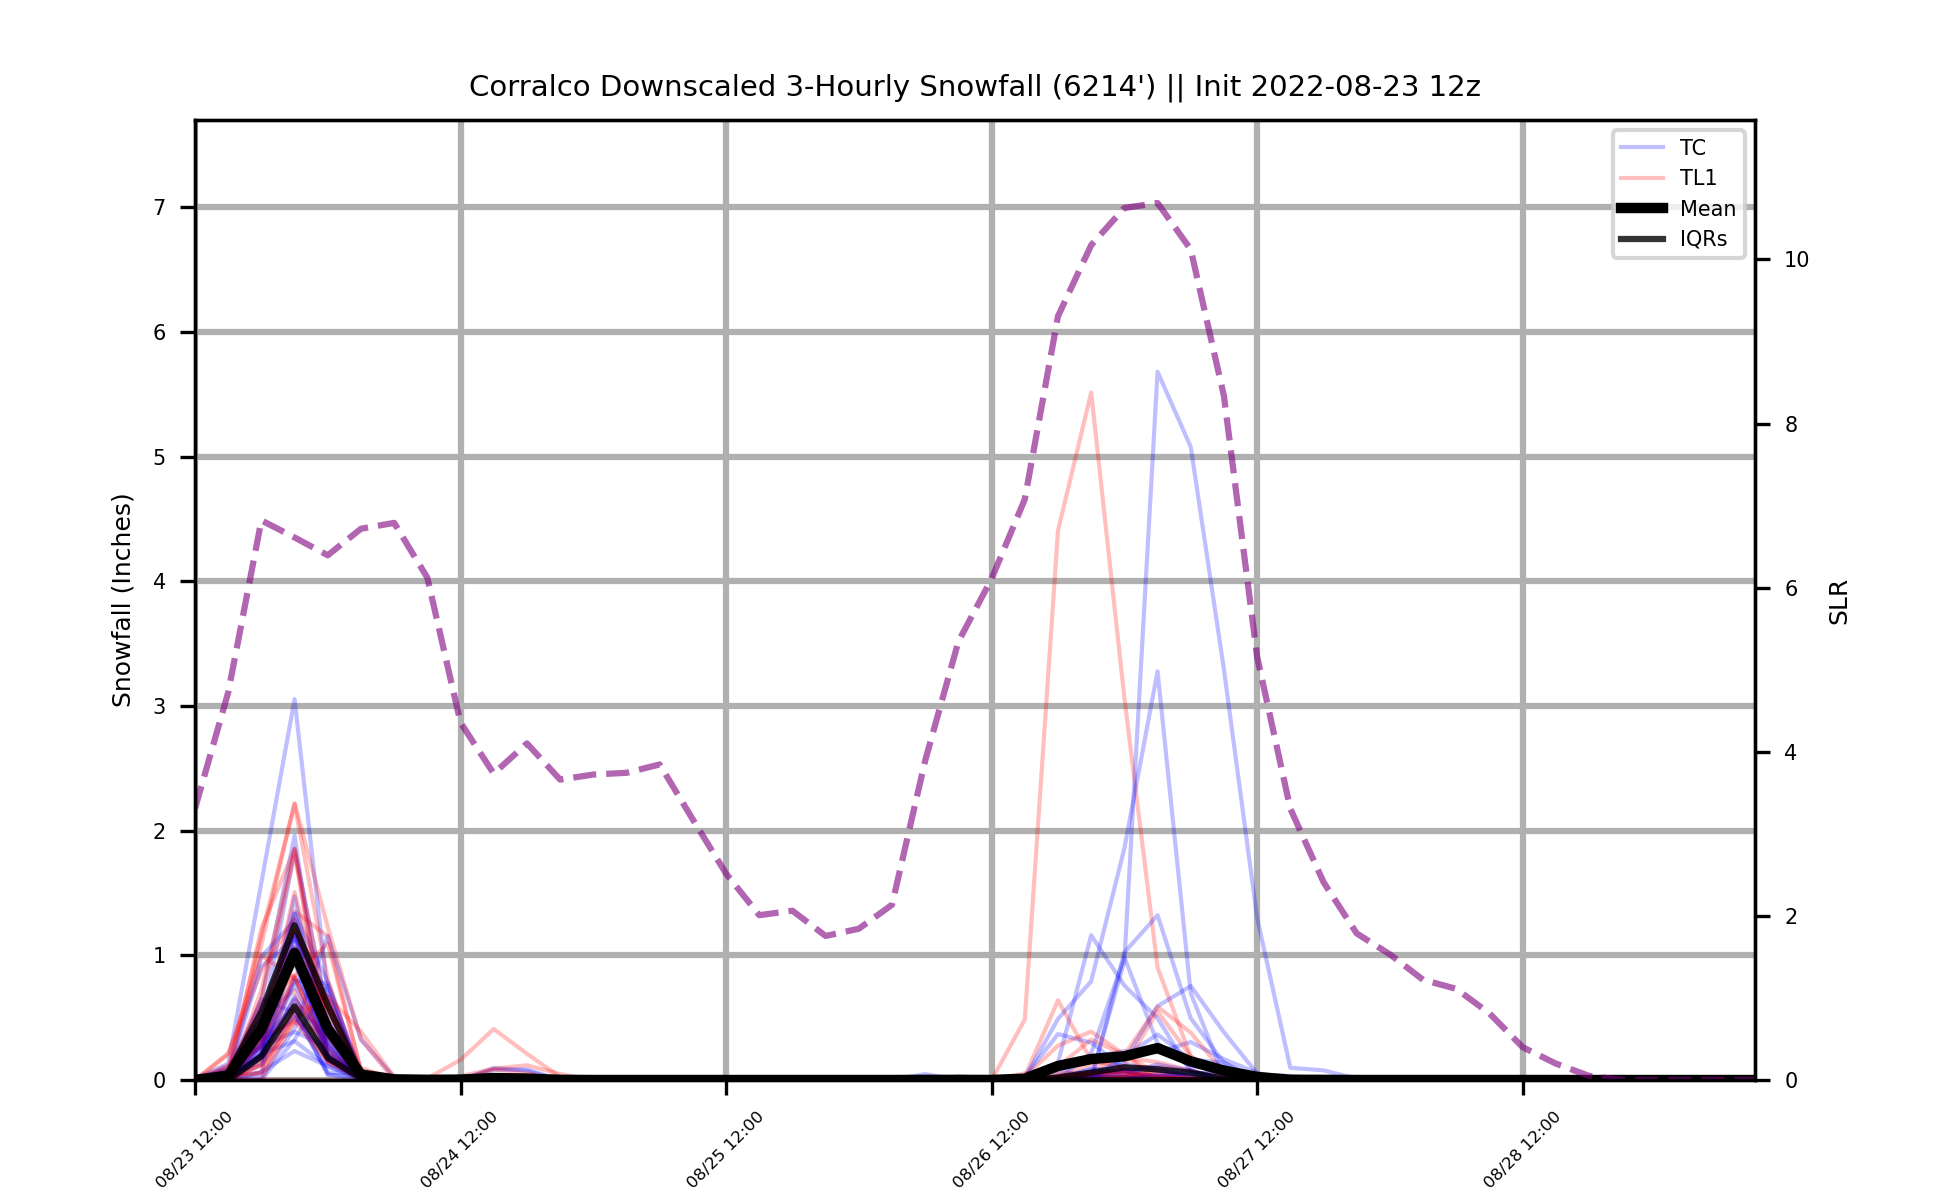 Corralco Downscaled 3-Hourly Snowfall (6214') || Init 2022-08-23 12z
TC
TL1
Mean
IQRs
7
6
5
4
3
2
1
0
Snowfall (Inches)
10
8
6
4
2
0
SLR
08/23 12:00
08/24 12:00
08/25 12:00
08/26 12:00
08/27 12:00
08/28 12:00